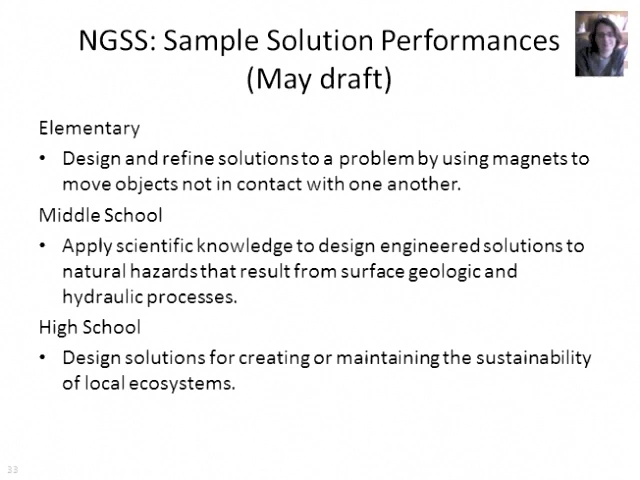 NGSS: Sample Solution Performances
(May draft)
Elementary
• Design and refine solutions to a problem by using magnets to
move objects not in contact with one another.
Middle School
• Apply scientific knowledge to design engineered solutions to
natural hazards that result from surface geologic and
hydraulic processes.
High School
• Design solutions for creating or maintaining the sustainability
of local ecosystems.
33